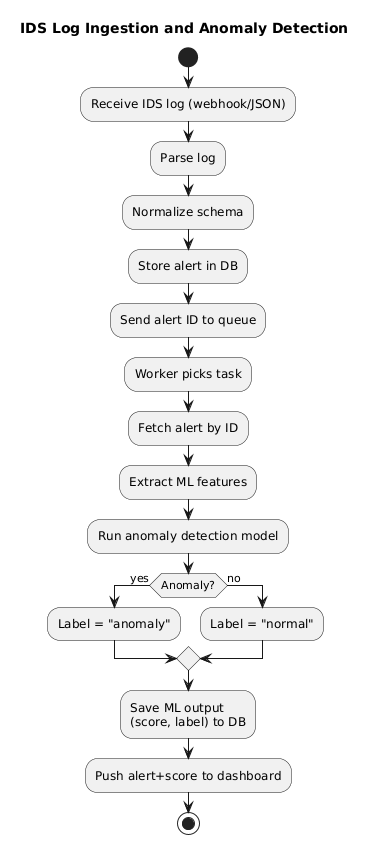 IDS Log Ingestion and Anomaly Detection
Receive IDS log (webhook/JSON)
Parse log
Normalize schema
Store alert in DB
Send alert ID to queue
Worker picks task
Fetch alert by ID
Extract ML features
Run anomaly detection model
yes
Anomaly?
no
Label = "anomaly"
Label = "normal"
Save ML output
(score, label) to DB
Push alert+score to dashboard